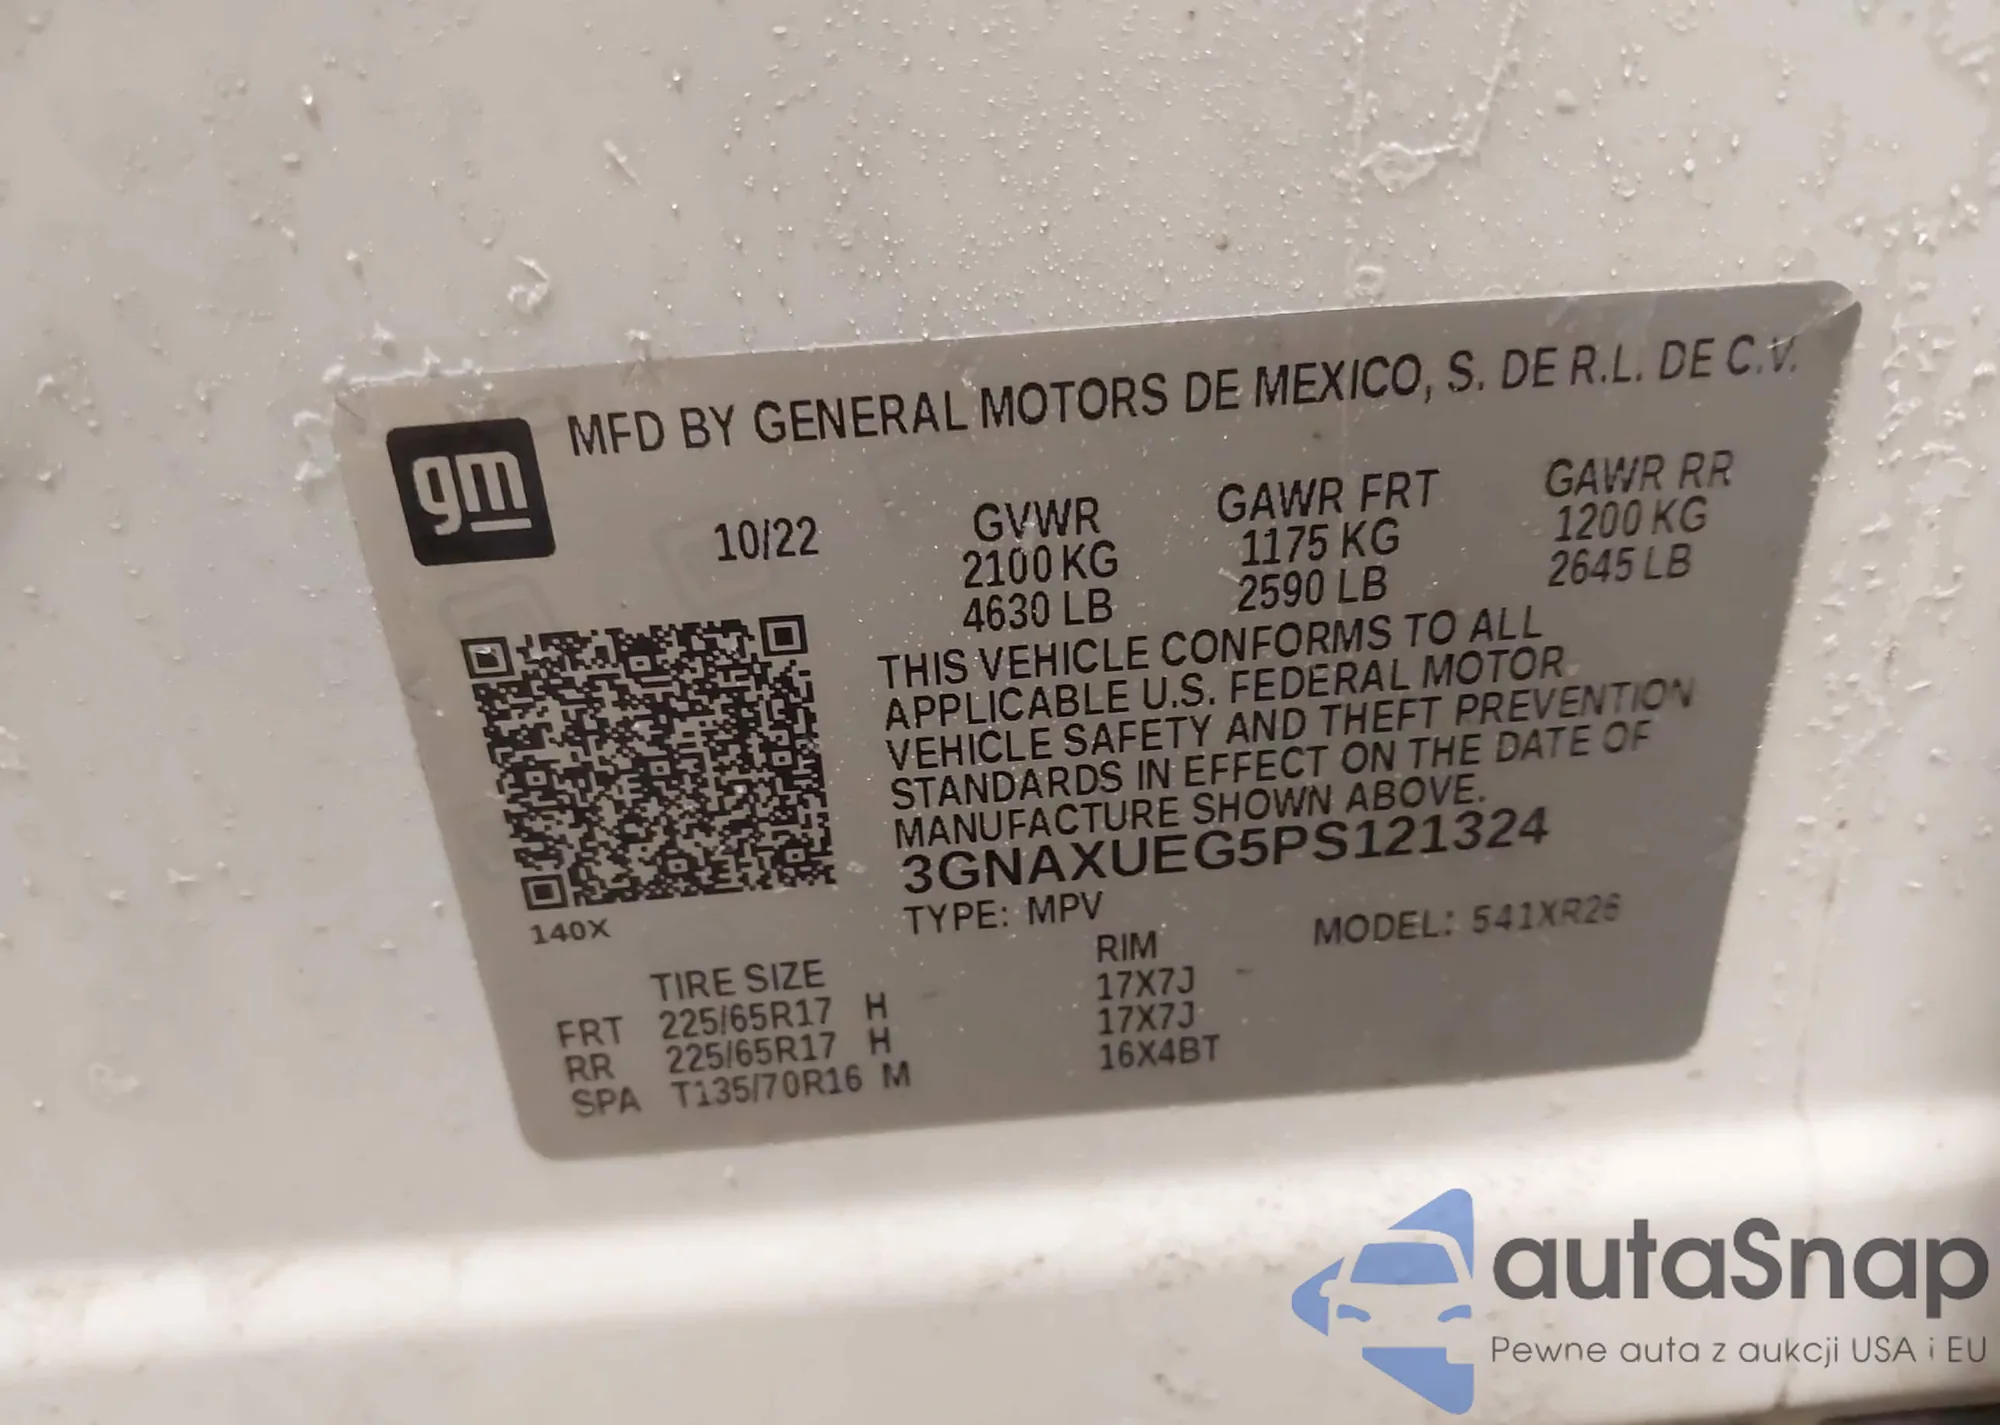 gm
MFD BY GENERAL MOTORS DE MEXICO, S. DE R.L. DE C.V.
10/22 GVWR GAWR FRT GAWR RR
2100 KG 1175 KG 1200 KG
4630 LB 2590 LB 2645 LB
THIS VEHICLE CONFORMS TO ALL
APPLICABLE U.S. FEDERAL MOTOR
VEHICLE SAFETY AND THEFT PREVENTION
STANDARDS IN EFFECT ON THE DATE OF
MANUFACTURE SHOWN ABOVE.
3GNAXUEG5PS121324
140X
TYPE: MPV MODEL: 541XR26
TIRE SIZE RIM
FRT 225/65R17 H 17X7J
RR 225/65R17 H 17X7J
SPA T135/70R16 M 16X4BT
autaSnap
Pewne auta z aukcji USA i EU